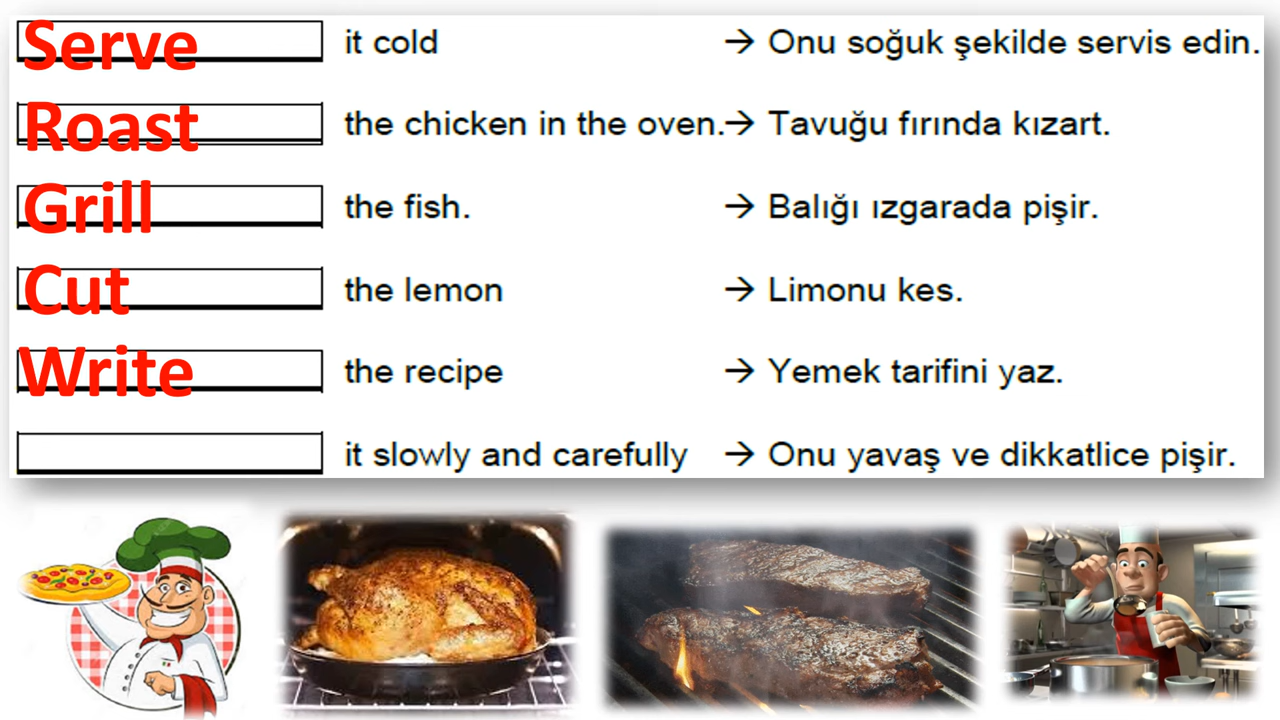 Serve it cold → Onu soğuk şekilde servis edin.
Roast the chicken in the oven. → Tavuğu fırında kızart.
Grill the fish. → Balığı ızgarada pişir.
Cut the lemon → Limonu kes.
Write the recipe → Yemek tarifini yaz.
it slowly and carefully → Onu yavaş ve dikkatlice pişir.